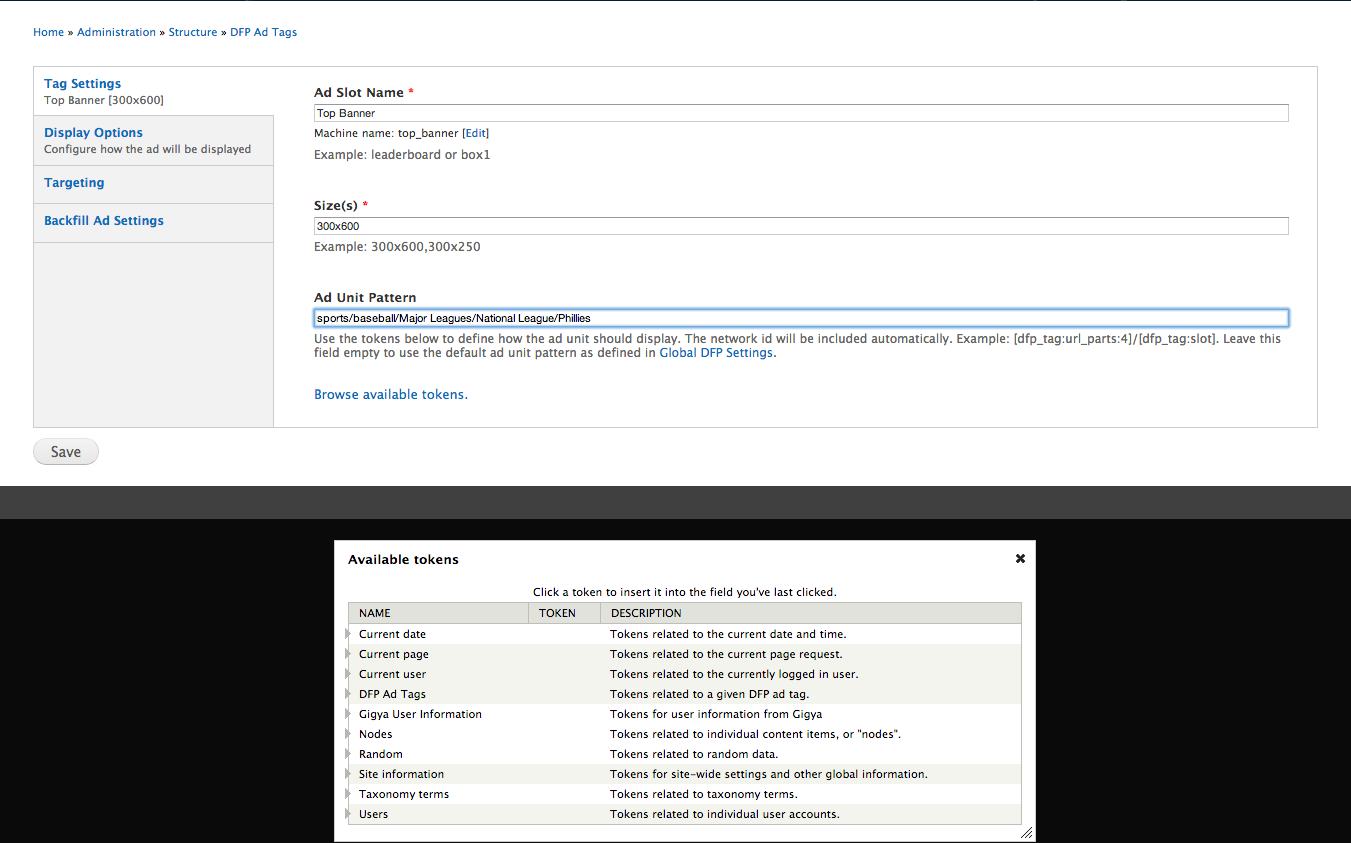 Home » Administration » Structure » DFP Ad Tags
Tag Settings
Top Banner [300x600]
Display Options
Configure how the ad will be displayed
Targeting
Backfill Ad Settings
Ad Slot Name *
Top Banner
Machine name: top_banner [Edit]
Example: leaderboard or box1
Size(s) *
300x600
Example: 300x600,300x250
Ad Unit Pattern
sports/baseball/Major Leagues/National League/Phillies
Use the tokens below to define how the ad unit should display. The network id will be included automatically. Example: [dfp_tag:url_parts:4]/[dfp_tag:slot]. Leave this
field empty to use the default ad unit pattern as defined in Global DFP Settings.
Browse available tokens.
Save
Available tokens
Click a token to insert it into the field you've last clicked.
NAME TOKEN DESCRIPTION
Current date Tokens related to the current date and time.
Current page Tokens related to the current page request.
Current user Tokens related to the currently logged in user.
DFP Ad Tags Tokens related to a given DFP ad tag.
Gigya User Information Tokens for user information from Gigya
Nodes Tokens related to individual content items, or "nodes".
Random Tokens related to random data.
Site information Tokens for site-wide settings and other global information.
Taxonomy terms Tokens related to taxonomy terms.
Users Tokens related to individual user accounts.